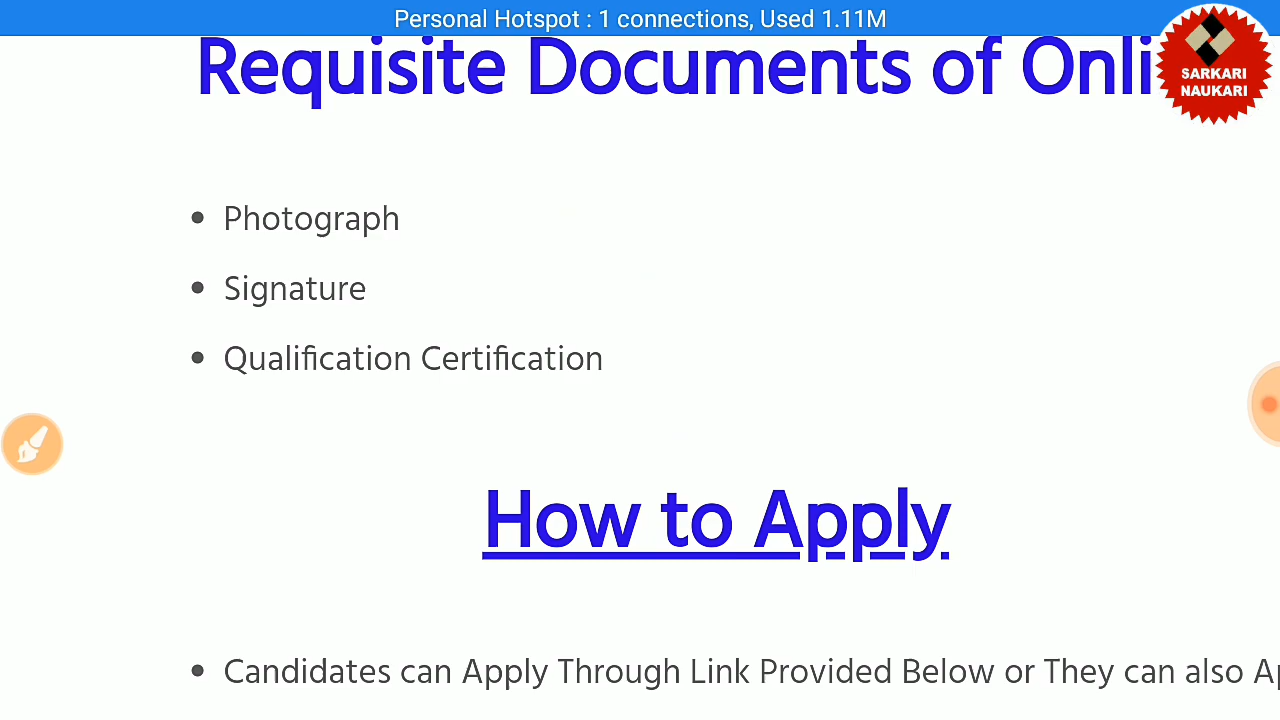 Personal Hotspot : 1 connections, Used 1.11M
Requisite Documents of Onli
SARKARI
NAUKARI
• Photograph
• Signature
• Qualification Certification
How to Apply
• Candidates can Apply Through Link Provided Below or They can also Ap